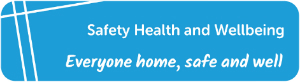 Safety Health and Wellbeing
Everyone home, safe and well